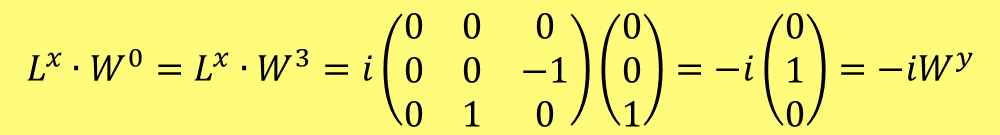 L^x · W^0 = L^x · W^3 = i (0 0 0; 0 0 −1; 0 1 0) (0; 0; 1) = −i (0; 1; 0) = −iW^y